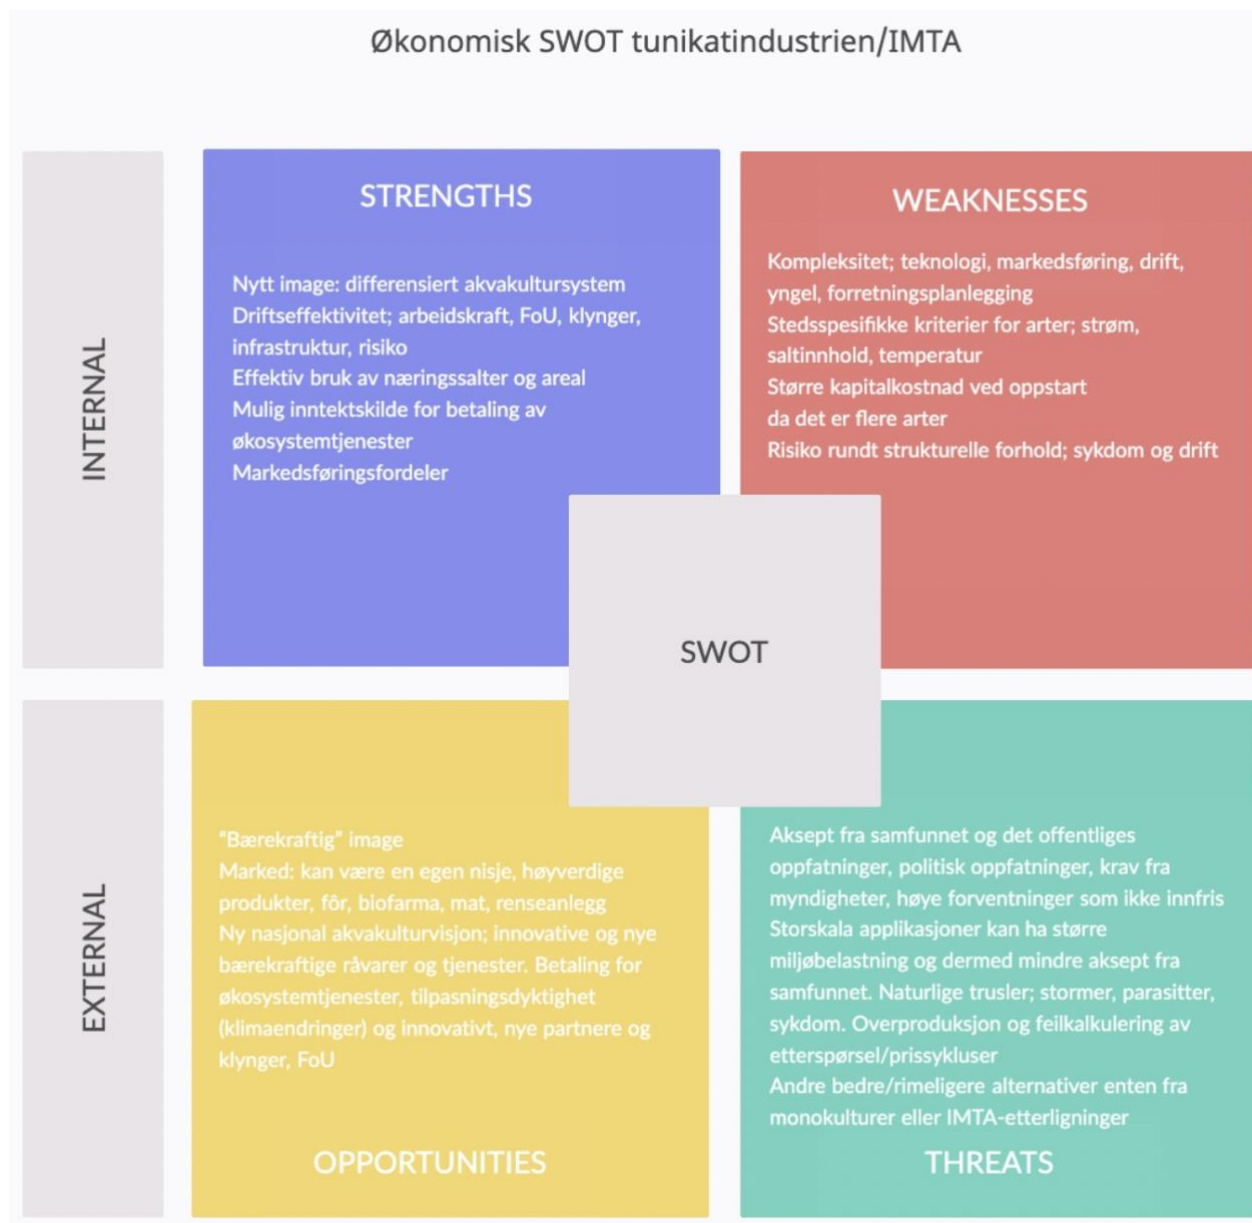 Økonomisk SWOT tunikatindustrien/IMTA
INTERNAL
STRENGTHS
Nytt image: differensiert akvakultursystem
Driftseffektivitet; arbeidskraft, FoU, klynger,
infrastruktur, risiko
Effektiv bruk av næringssalter og areal
Mulig inntektskilde for betaling av
økosystemtjenester
Markedsføringsfordeler
WEAKNESSES
Kompleksitet; teknologi, markedsføring, drift,
yngel, forretningsplanlegging
Stedsspesifikke kriterier for arter; strøm,
saltinnhold, temperatur
Større kapitalkostnad ved oppstart
da det er flere arter
Risiko rundt strukturelle forhold; sykdom og drift
SWOT
EXTERNAL
"Bærekraftig" image
Marked: kan være en egen nisje, høyverdige
produkter, fôr, biofarma, mat, renseanlegg
Ny nasjonal akvakulturvisjon; innovative og nye
bærekraftige råvarer og tjenester. Betaling for
økosystemtjenester, tilpasningsdyktighet
(klimaendringer) og innovativt, nye partnere og
klynger, FoU
OPPORTUNITIES
Aksept fra samfunnet og det offentliges
oppfatninger, politisk oppfatninger, krav fra
myndigheter, høye forventninger som ikke innfris
Storskala applikasjoner kan ha større
miljøbelastning og dermed mindre aksept fra
samfunnet. Naturlige trusler; stormer, parasitter,
sykdom. Overproduksjon og feilkalkulering av
etterspørsel/prissykluser
Andre bedre/rimeligere alternativer enten fra
monokulturer eller IMTA-etterligninger
THREATS